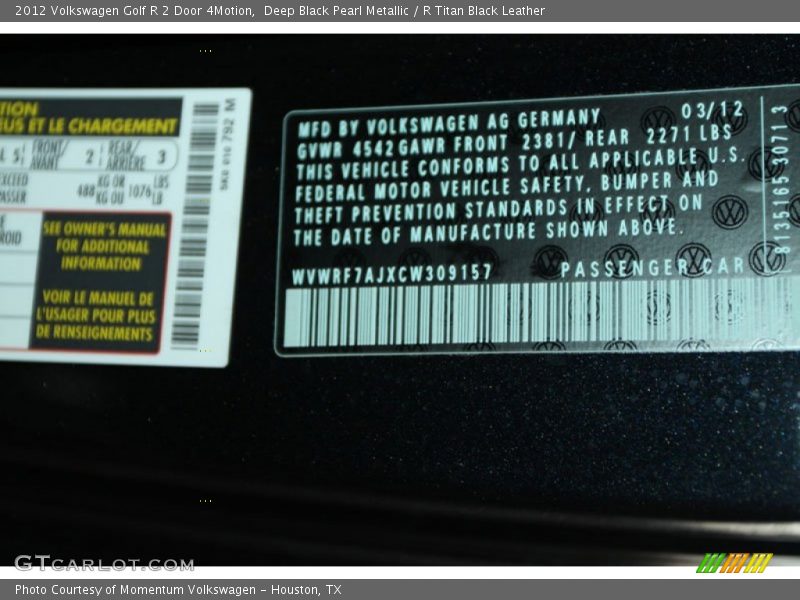 2012 Volkswagen Golf R 2 Door 4Motion,  Deep Black Pearl Metallic / R Titan Black Leather
TION
EUS ET LE CHARGEMENT
FRONT/ AVANT 2 REAR/ ARRIÈRE 3
488 KG OR KG OU 1076 LBS LB
SEE OWNER'S MANUAL
FOR ADDITIONAL
INFORMATION
VOIR LE MANUEL DE
L'USAGER POUR PLUS
DE RENSEIGNEMENTS
5K0 010 792 M
MFD BY VOLKSWAGEN AG GERMANY 03/12
GVWR 4542 GAWR FRONT 2381/ REAR 2271 LBS
THIS VEHICLE CONFORMS TO ALL APPLICABLE U.S.
FEDERAL MOTOR VEHICLE SAFETY, BUMPER AND
THEFT PREVENTION STANDARDS IN EFFECT ON
THE DATE OF MANUFACTURE SHOWN ABOVE.
WVWRF7AJXCW309157 PASSENGER CAR
GTCARLOT.COM
Photo Courtesy of Momentum Volkswagen – Houston, TX